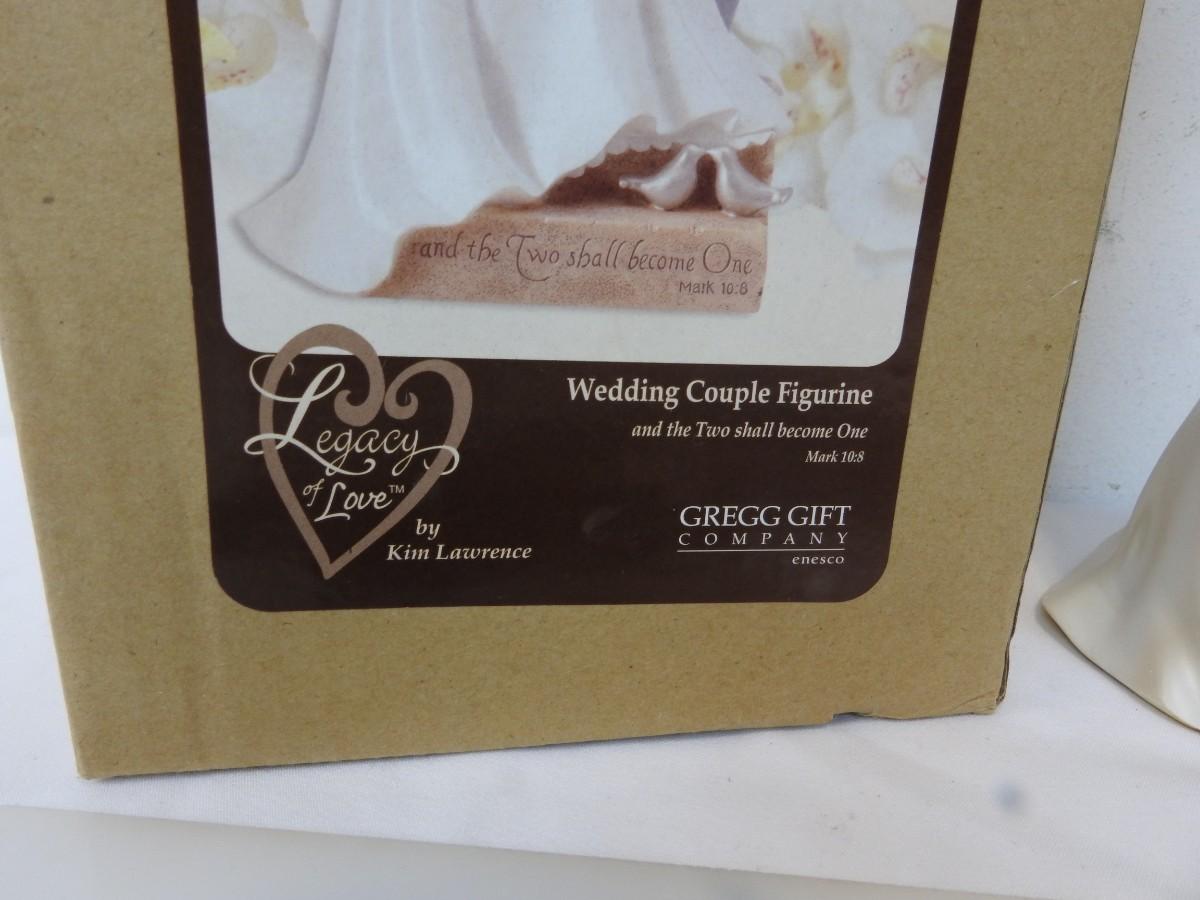 and the Two shall become One
Mark 10:8
Legacy
of Love™
by
Kim Lawrence
Wedding Couple Figurine
and the Two shall become One
Mark 10:8
GREGG GIFT
COMPANY
enesco